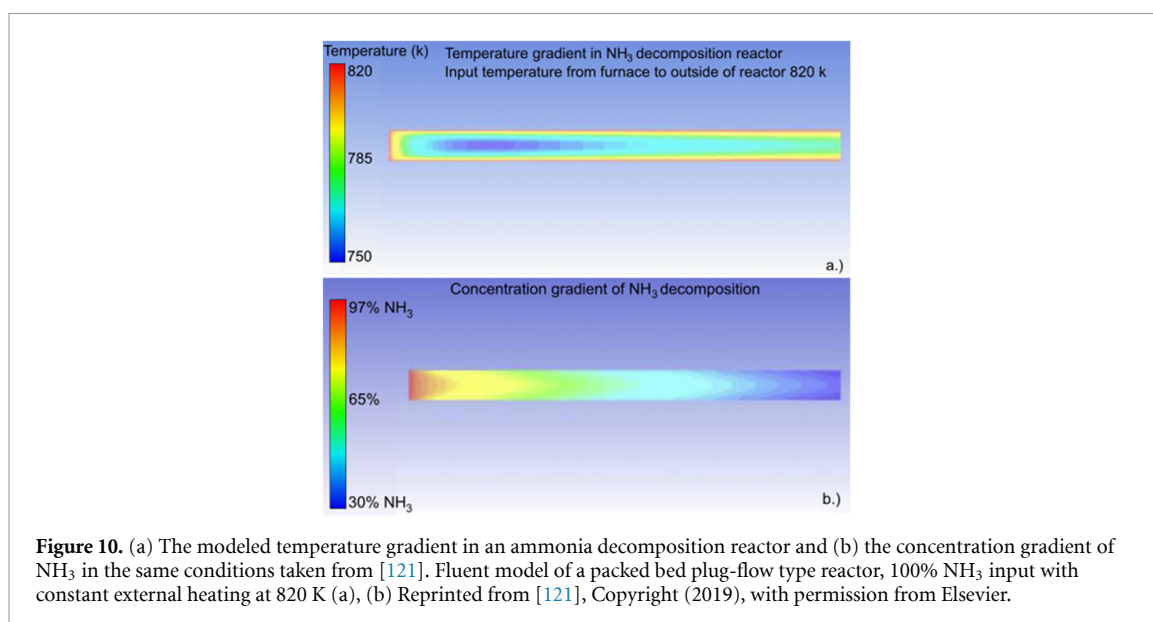 Temperature (k)
Temperature gradient in NH₃ decomposition reactor
Input temperature from furnace to outside of reactor 820 k
820
785
750
a.)
Concentration gradient of NH₃ decomposition
97% NH₃
65%
30% NH₃
b.)
Figure 10. (a) The modeled temperature gradient in an ammonia decomposition reactor and (b) the concentration gradient of
NH₃ in the same conditions taken from [121]. Fluent model of a packed bed plug-flow type reactor, 100% NH₃ input with
constant external heating at 820 K (a), (b) Reprinted from [121], Copyright (2019), with permission from Elsevier.